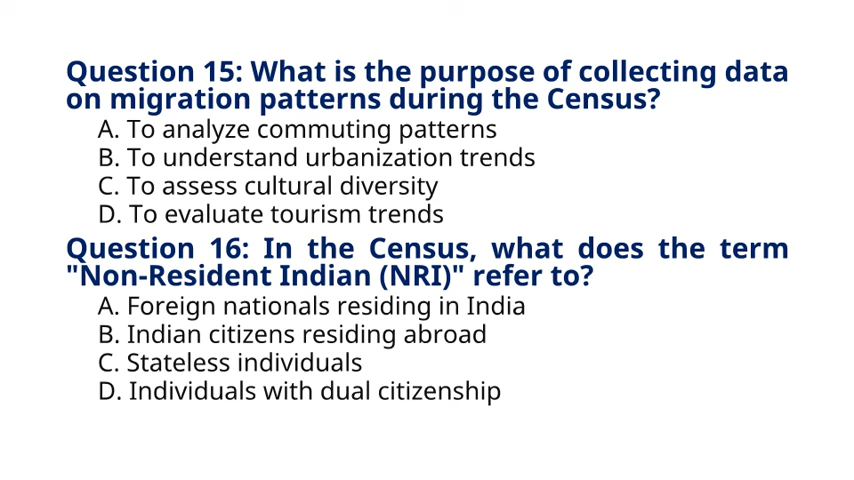 Question 15: What is the purpose of collecting data
on migration patterns during the Census?
A. To analyze commuting patterns
B. To understand urbanization trends
C. To assess cultural diversity
D. To evaluate tourism trends
Question 16: In the Census, what does the term
"Non-Resident Indian (NRI)" refer to?
A. Foreign nationals residing in India
B. Indian citizens residing abroad
C. Stateless individuals
D. Individuals with dual citizenship